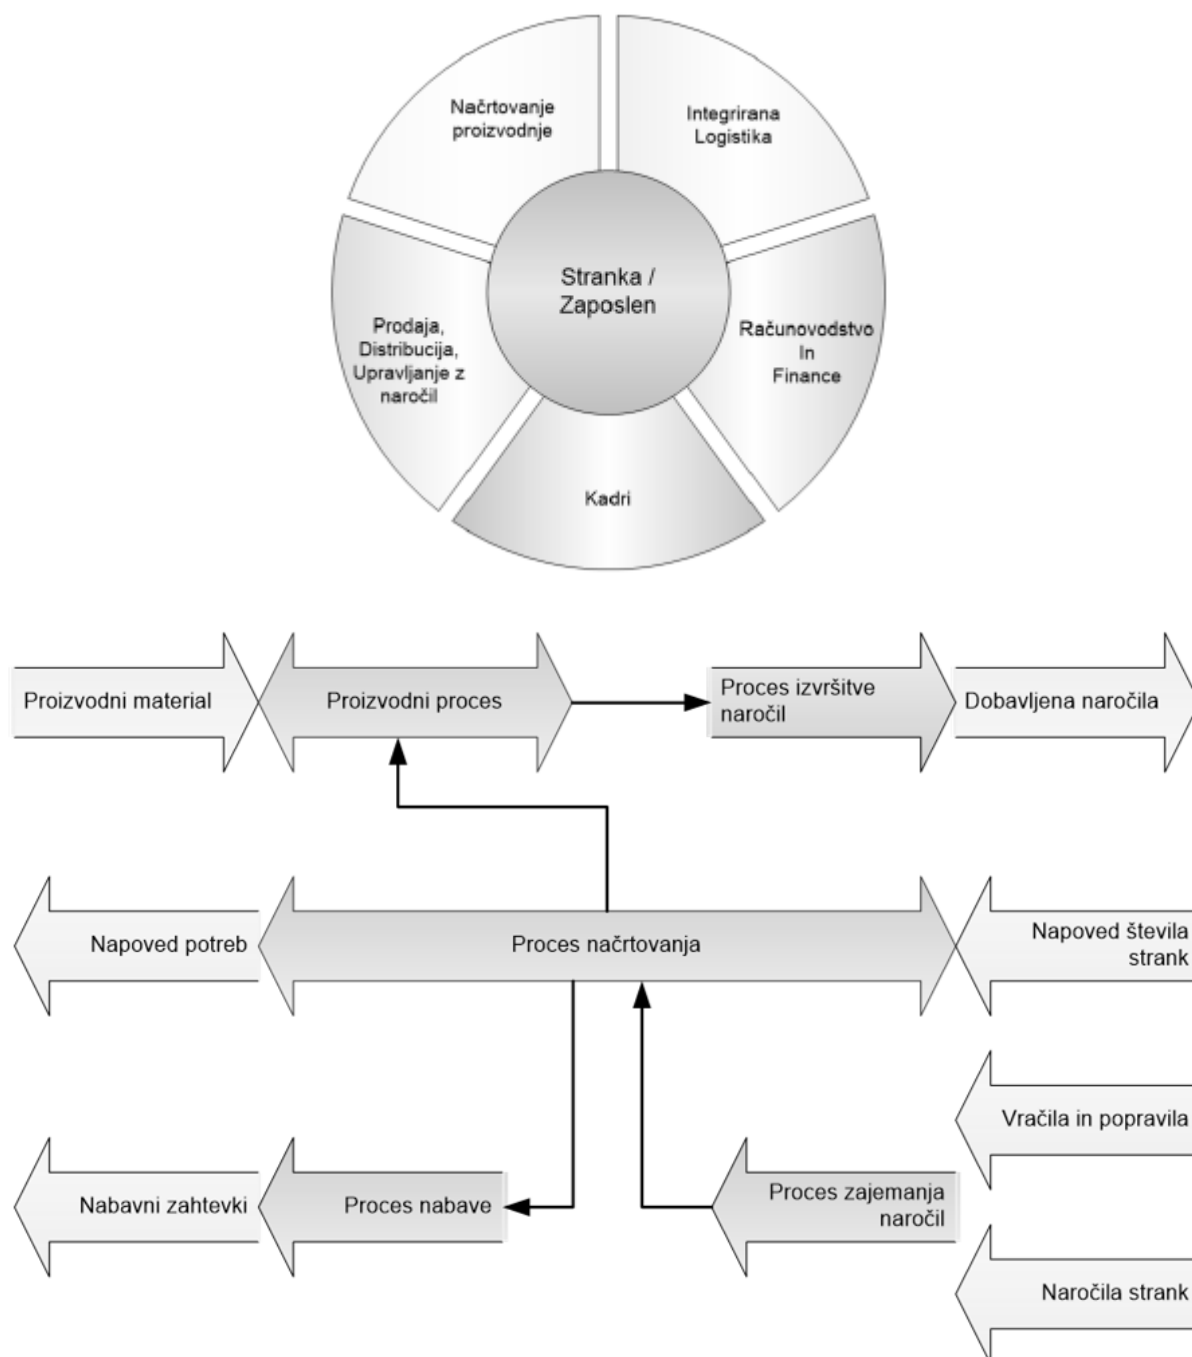 Načrtovanje
proizvodnje
Integrirana
Logistika
Stranka /
Zaposlen
Prodaja,
Distribucija,
Upravljanje z
naročil
Računovodstvo
In
Finance
Kadri
Proizvodni material
Proizvodni proces
Proces izvršitve
naročil
Dobavljena naročila
Napoved potreb
Proces načrtovanja
Napoved števila
strank
Vračila in popravila
Nabavni zahtevki
Proces nabave
Proces zajemanja
naročil
Naročila strank